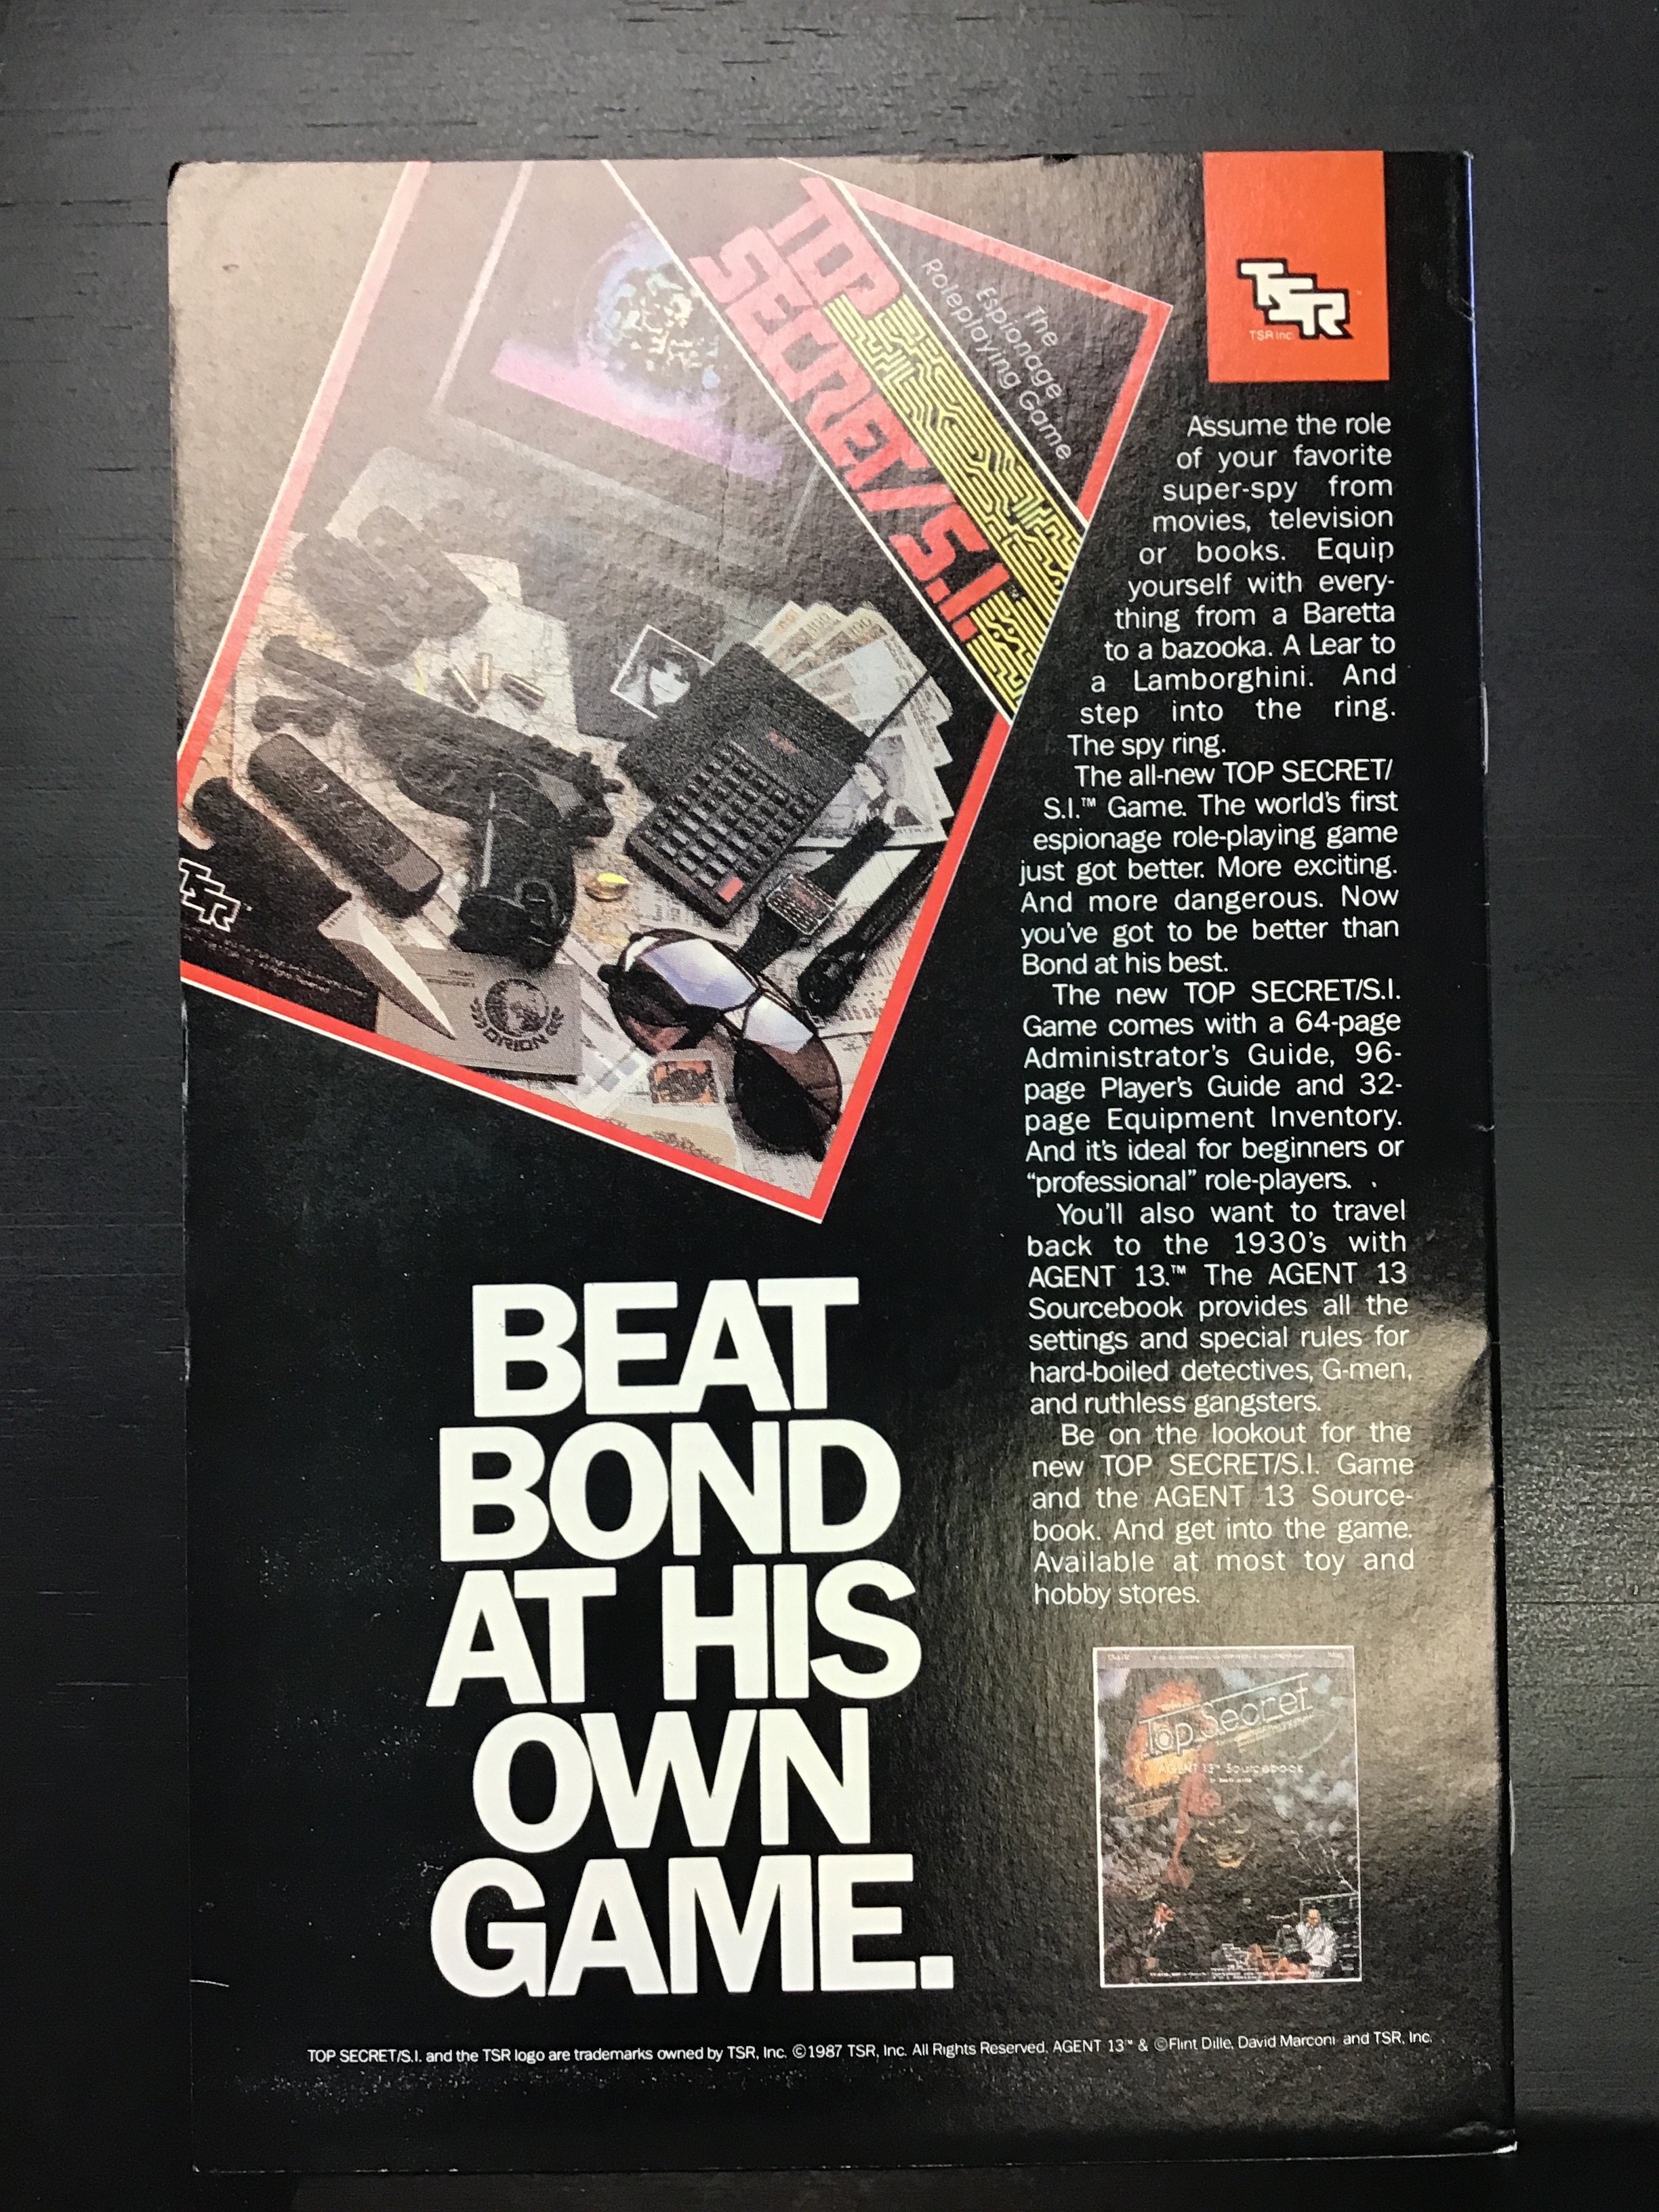 TOP
SECRET/S.I.
The
Espionage
Roleplaying Game
TSR
TSR Inc.
TSR
ORION
Assume the role
of your favorite
super-spy from
movies, television
or books. Equip
yourself with every-
thing from a Baretta
to a bazooka. A Lear to
a Lamborghini. And
step into the ring.
The spy ring.
The all-new TOP SECRET/
S.I.™ Game. The world's first
espionage role-playing game
just got better. More exciting.
And more dangerous. Now
you've got to be better than
Bond at his best.
The new TOP SECRET/S.I.
Game comes with a 64-page
Administrator's Guide, 96-
page Player's Guide and 32-
page Equipment Inventory.
And it's ideal for beginners or
“professional” role-players.
You'll also want to travel
back to the 1930's with
AGENT 13.™ The AGENT 13
Sourcebook provides all the
settings and special rules for
hard-boiled detectives, G-men,
and ruthless gangsters.
Be on the lookout for the
new TOP SECRET/S.I. Game
and the AGENT 13 Source-
book. And get into the game.
Available at most toy and
hobby stores.
BEAT
BOND
AT HIS
OWN
GAME.
Top Secret
AGENT 13™ Sourcebook
TOP SECRET/S.I. and the TSR logo are trademarks owned by TSR, Inc. ©1987 TSR, Inc. All Rights Reserved. AGENT 13™ & ©Flint Dille, David Marconi and TSR, Inc.